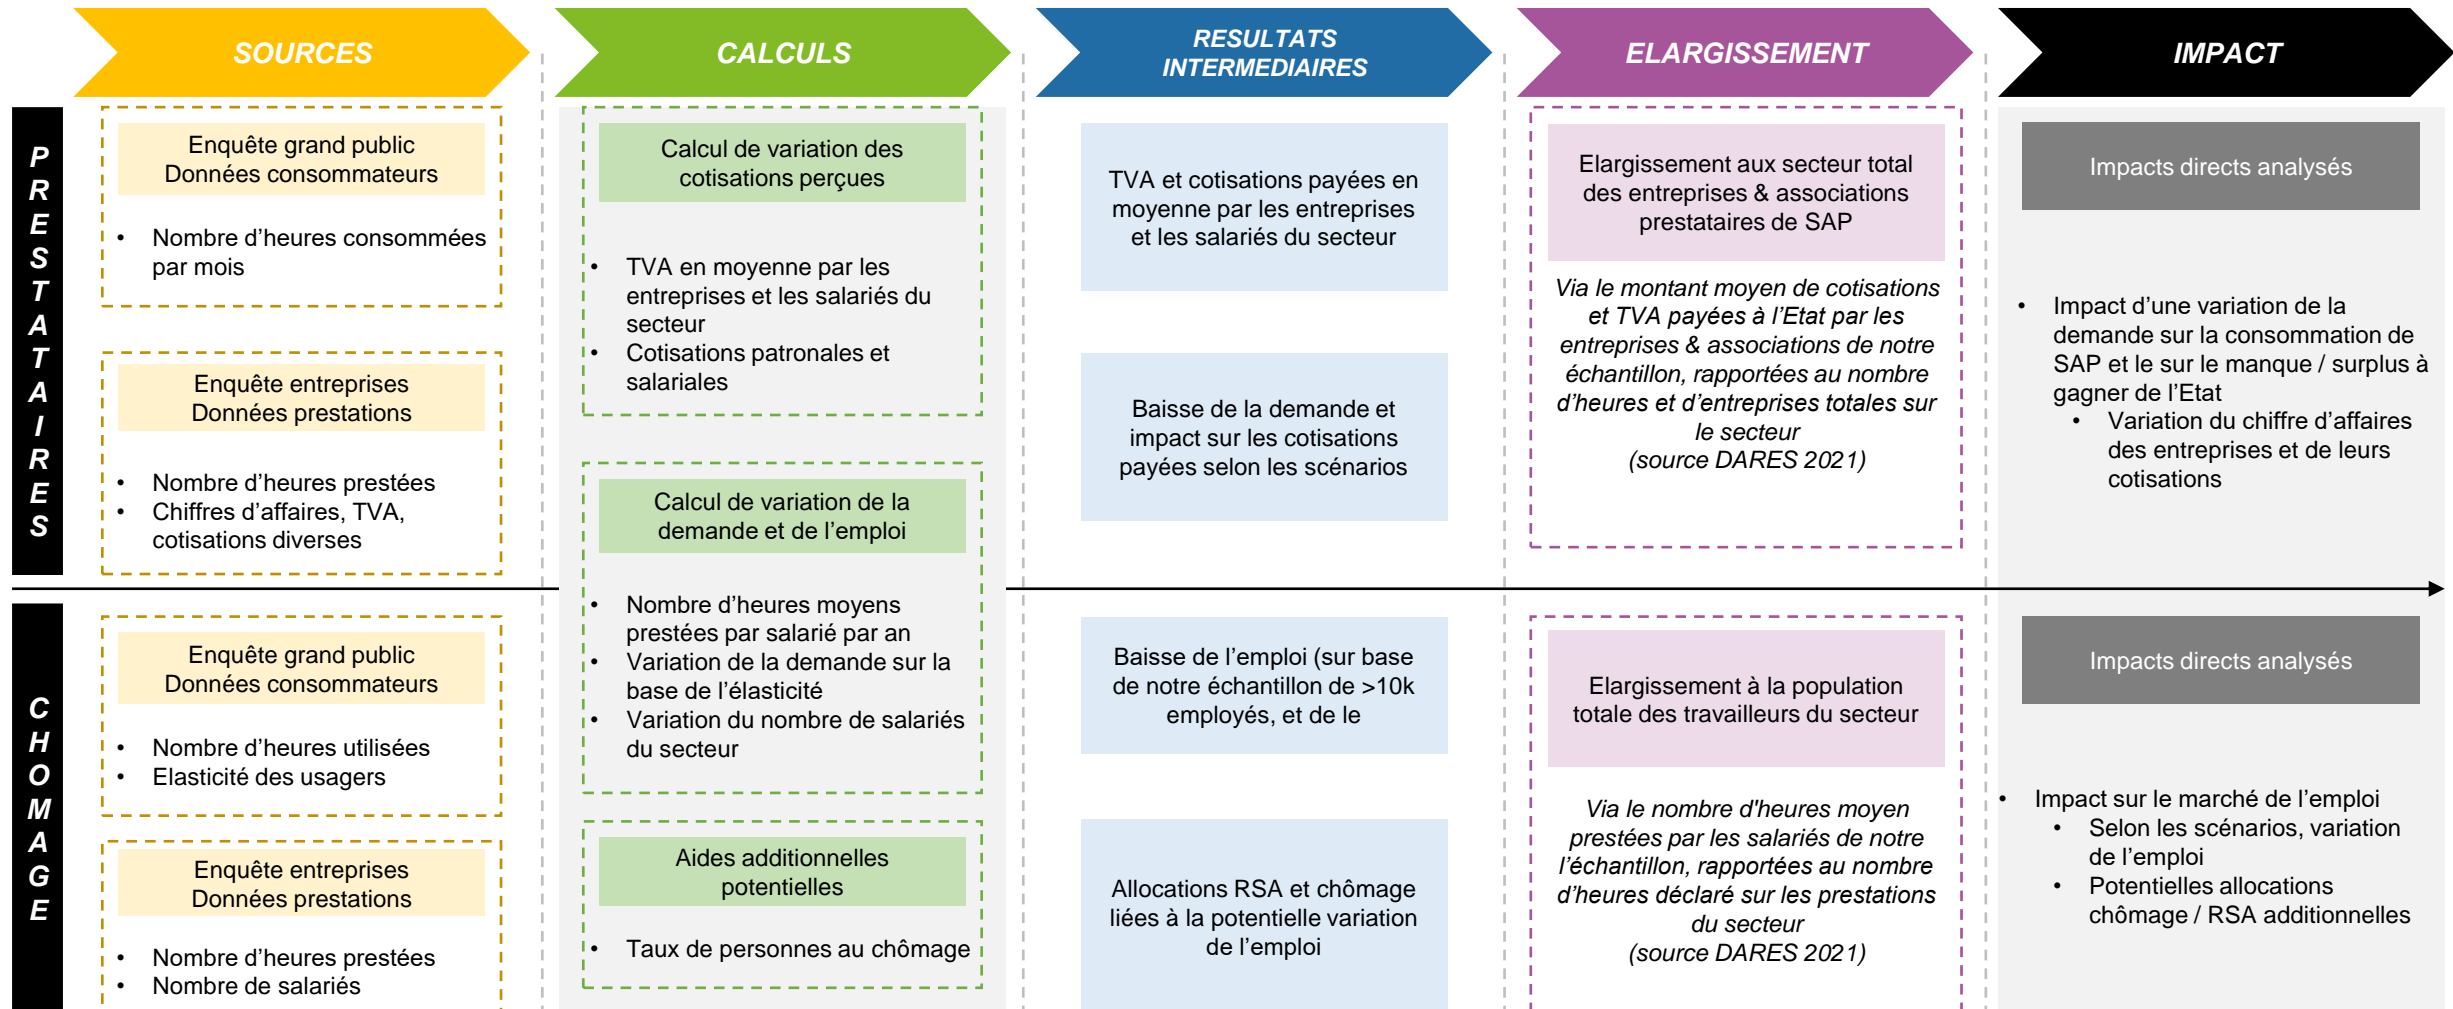 SOURCES
CALCULS
RESULTATS
INTERMEDIAIRES
ELARGISSEMENT
IMPACT
PRESTATAIRES
Enquête grand public
Données consommateurs
• Nombre d’heures consommées
par mois
Enquête entreprises
Données prestations
• Nombre d’heures prestées
• Chiffres d’affaires, TVA,
cotisations diverses
Calcul de variation des
cotisations perçues
• TVA en moyenne par les
entreprises et les salariés du
secteur
• Cotisations patronales et
salariales
Calcul de variation de la
demande et de l’emploi
• Nombre d’heures moyens
prestées par salarié par an
• Variation de la demande sur la
base de l’élasticité
• Variation du nombre de salariés
du secteur
Aides additionnelles
potentielles
• Taux de personnes au chômage
TVA et cotisations payées en
moyenne par les entreprises
et les salariés du secteur
Baisse de la demande et
impact sur les cotisations
payées selon les scénarios
Elargissement aux secteur total
des entreprises & associations
prestataires de SAP
Via le montant moyen de cotisations
et TVA payées à l’Etat par les
entreprises & associations de notre
échantillon, rapportées au nombre
d’heures et d’entreprises totales sur
le secteur
(source DARES 2021)
Impacts directs analysés
• Impact d’une variation de la
demande sur la consommation de
SAP et le sur le manque / surplus à
gagner de l’Etat
• Variation du chiffre d’affaires
des entreprises et de leurs
cotisations
CHOMAGE
Enquête grand public
Données consommateurs
• Nombre d’heures utilisées
• Elasticité des usagers
Enquête entreprises
Données prestations
• Nombre d’heures prestées
• Nombre de salariés
Baisse de l’emploi (sur base
de notre échantillon de >10k
employés, et de le
Allocations RSA et chômage
liées à la potentielle variation
de l’emploi
Elargissement à la population
totale des travailleurs du secteur
Via le nombre d'heures moyen
prestées par les salariés de notre
l’échantillon, rapportées au nombre
d’heures déclaré sur les prestations
du secteur
(source DARES 2021)
Impacts directs analysés
• Impact sur le marché de l’emploi
• Selon les scénarios, variation
de l’emploi
• Potentielles allocations
chômage / RSA additionnelles